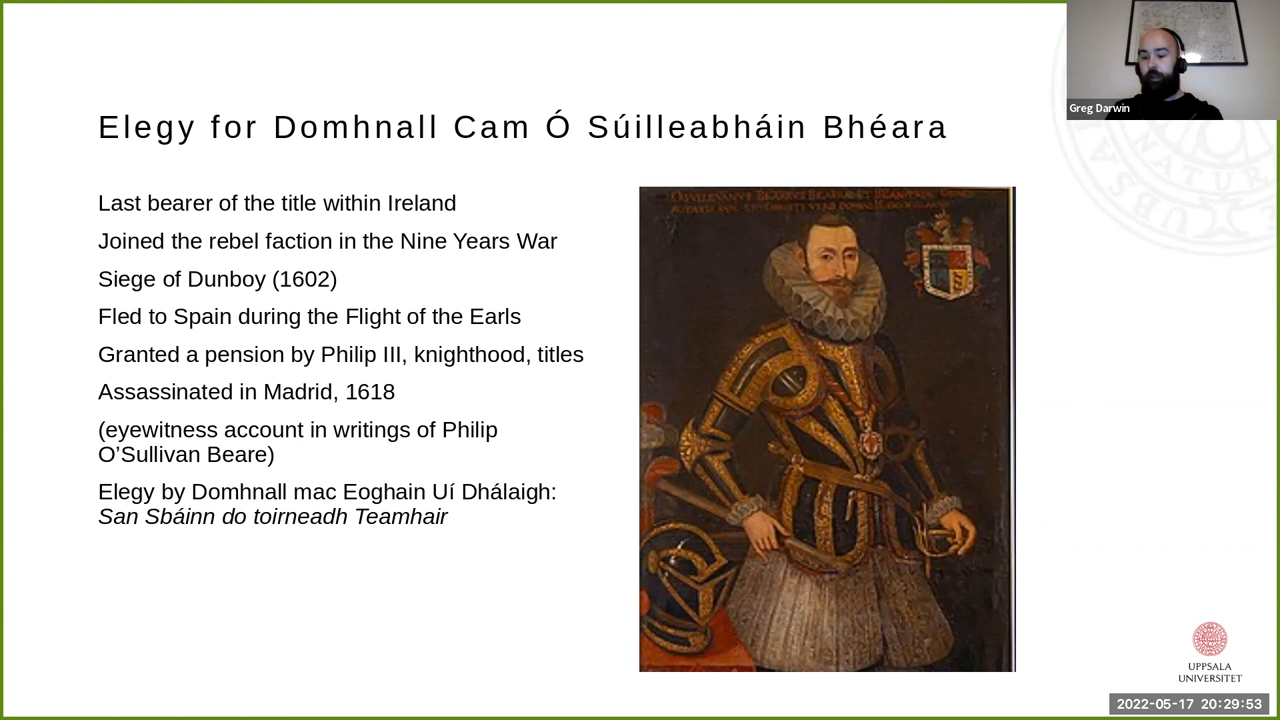 Greg Darwin
Elegy for Domhnall Cam Ó Súilleabháin Bhéara
Last bearer of the title within Ireland
Joined the rebel faction in the Nine Years War
Siege of Dunboy (1602)
Fled to Spain during the Flight of the Earls
Granted a pension by Philip III, knighthood, titles
Assassinated in Madrid, 1618
(eyewitness account in writings of Philip
O’Sullivan Beare)
Elegy by Domhnall mac Eoghain Uí Dhálaigh:
San Sbáinn do toirneadh Teamhair
UPPSALA
UNIVERSITET
2022-05-17 20:29:53